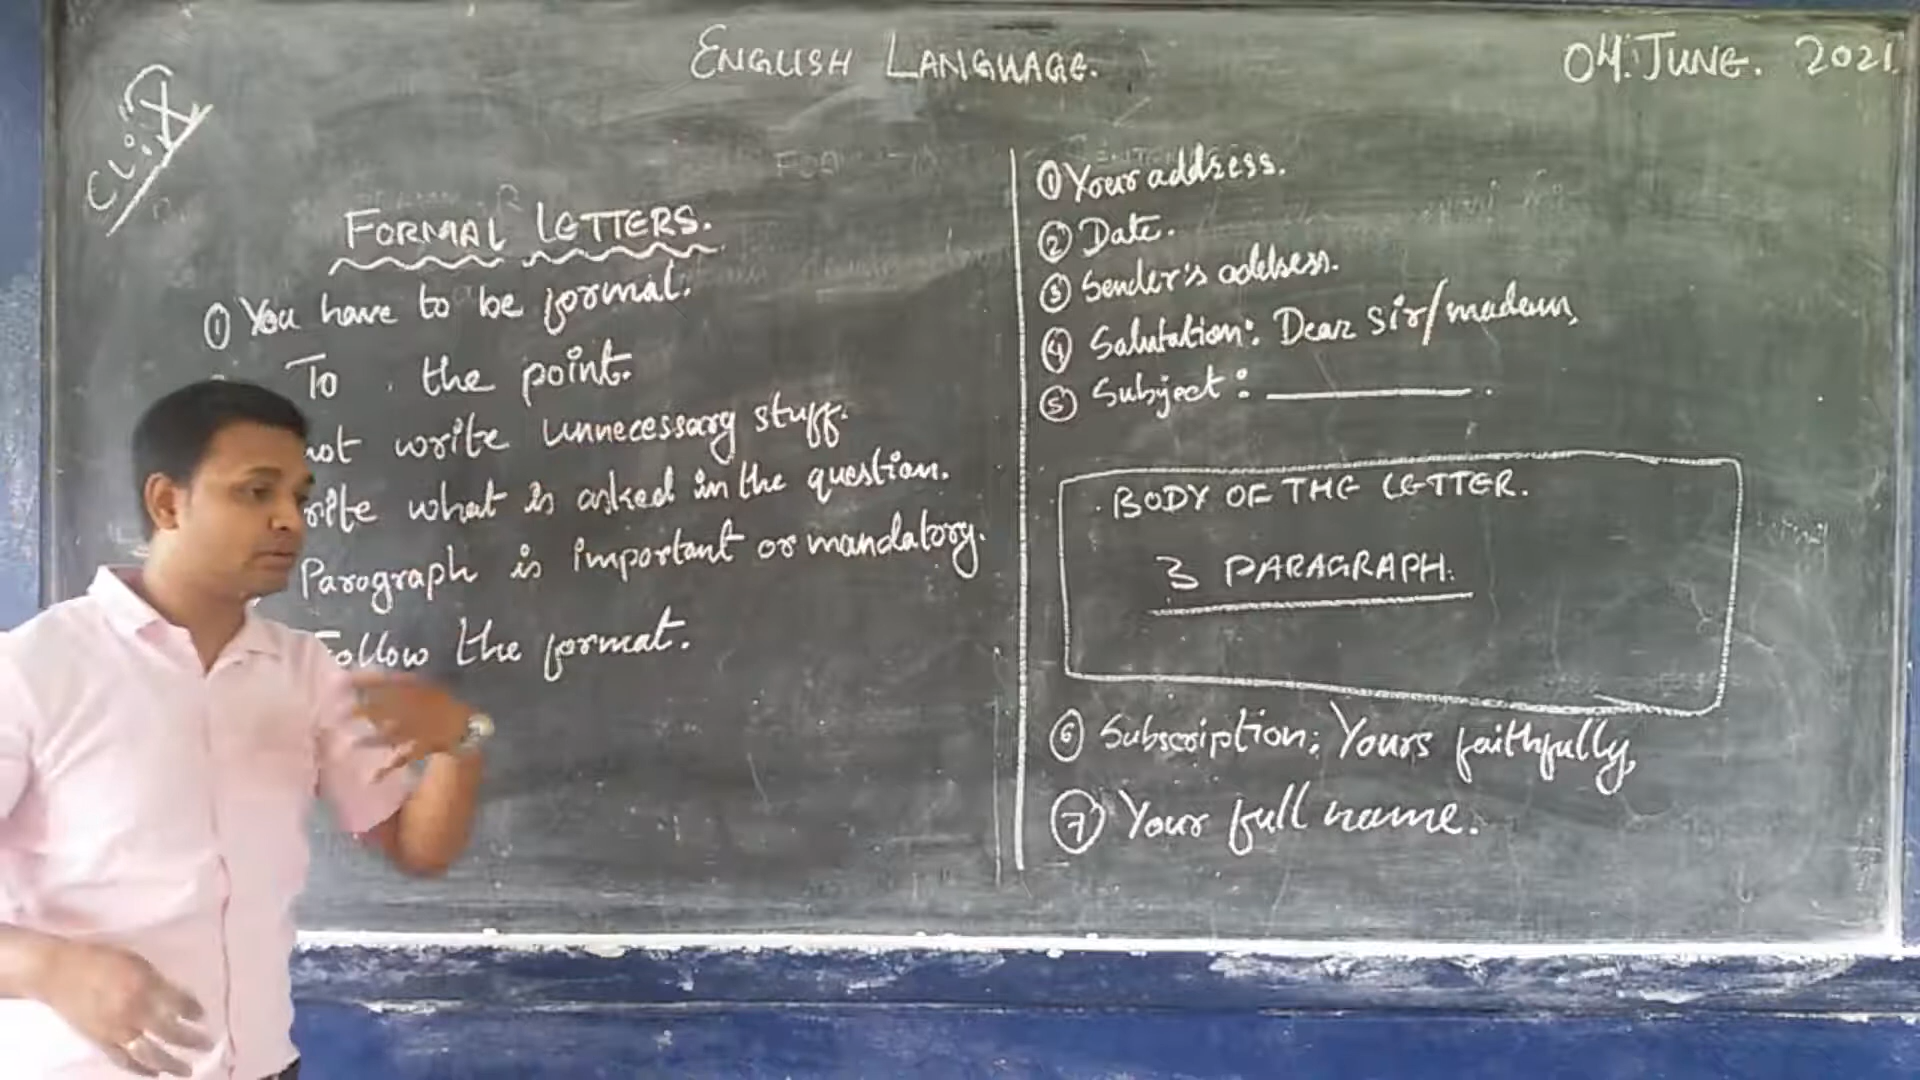 ENGLISH LANGUAGE.
04. JUNE. 2021.
CL: X
FORMAL LETTERS.
① You have to be formal.
To the point.
not write unnecessary stuff.
rite what is asked in the question.
Paragraph is important or mandatory.
Follow the format.
① Your address.
② Date.
③ Sender's address.
④ Salutation: Dear Sir/madam,
⑤ Subject: ______.
BODY OF THE LETTER.
3 PARAGRAPH.
⑥ Subscription: Yours faithfully,
⑦ Your full name.